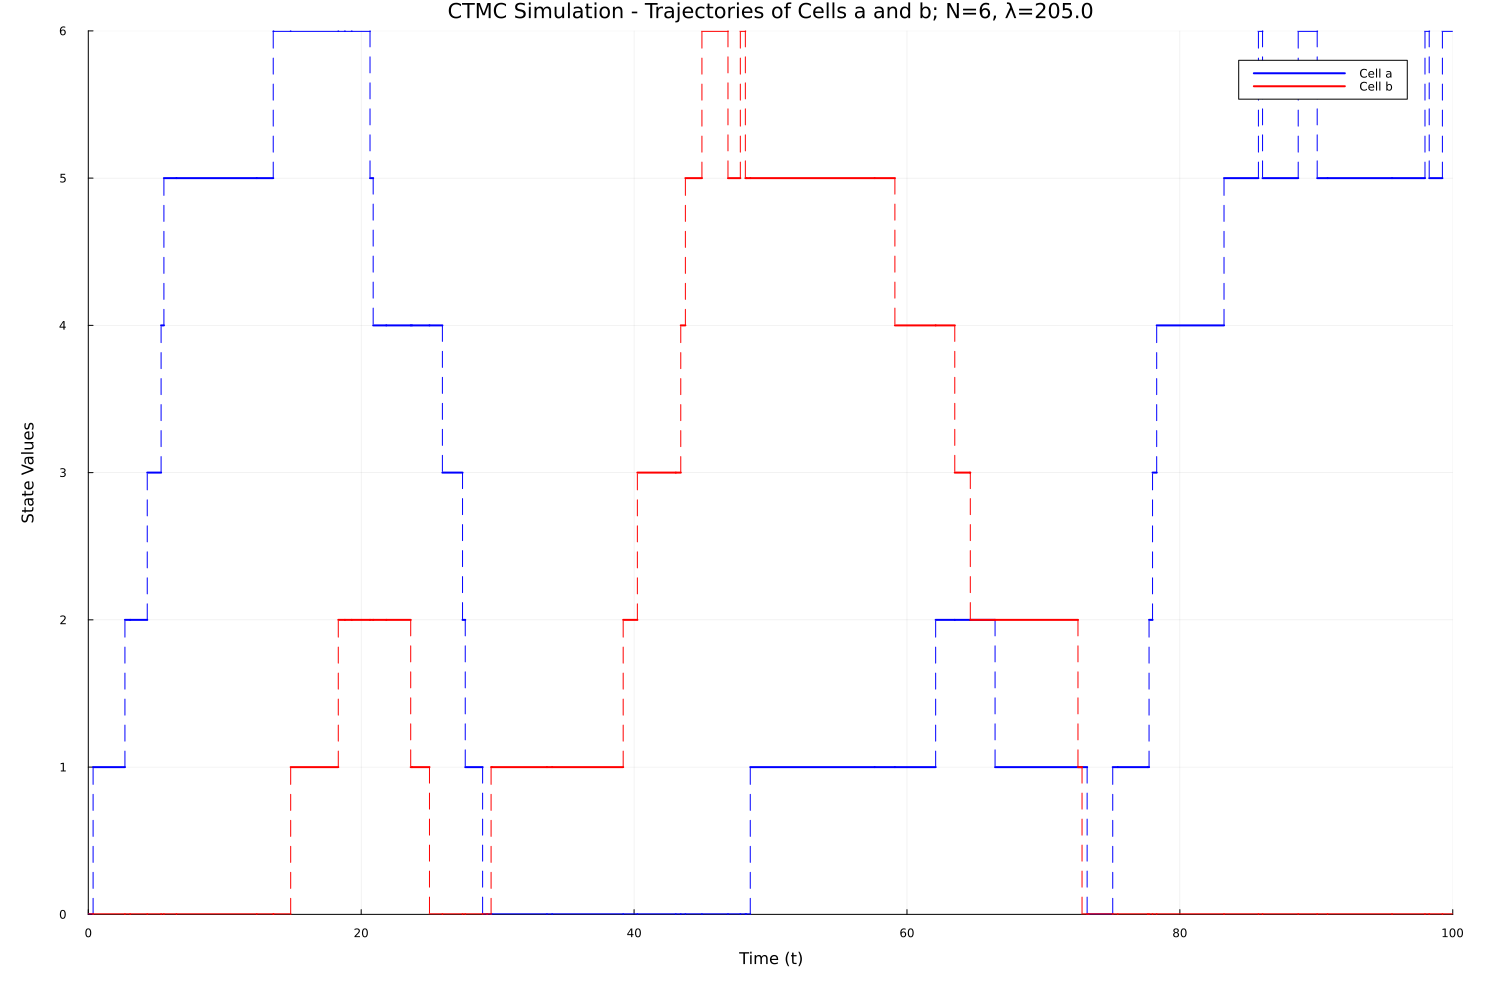 CTMC Simulation - Trajectories of Cells a and b; N=6, λ=205.0
6
5
4
3
2
1
0
State Values
Cell a
Cell b
0 20 40 60 80 100
Time (t)